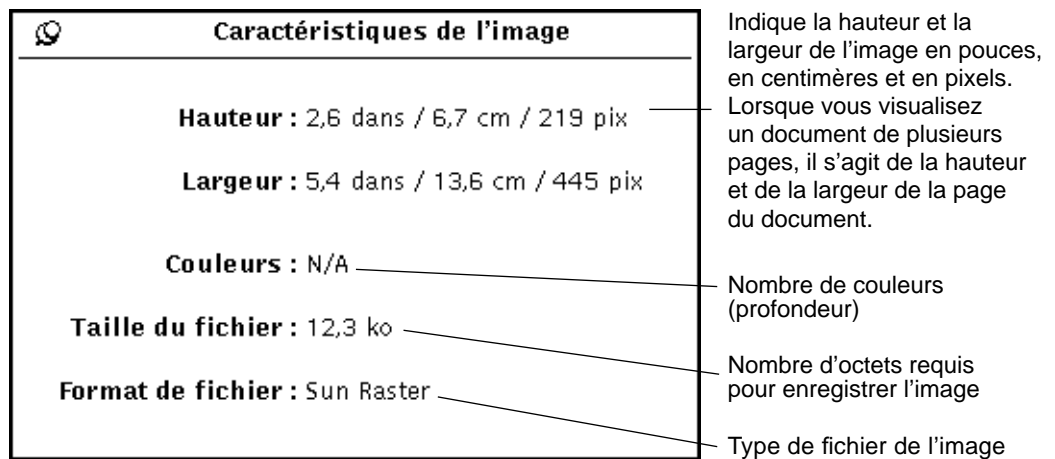 Caractéristiques de l'image
Hauteur : 2,6 dans / 6,7 cm / 219 pix
Largeur : 5,4 dans / 13,6 cm / 445 pix
Couleurs : N/A
Taille du fichier : 12,3 ko
Format de fichier : Sun Raster
Indique la hauteur et la
largeur de l'image en pouces,
en centimères et en pixels.
Lorsque vous visualisez
un document de plusieurs
pages, il s'agit de la hauteur
et de la largeur de la page
du document.
Nombre de couleurs
(profondeur)
Nombre d'octets requis
pour enregistrer l'image
Type de fichier de l'image